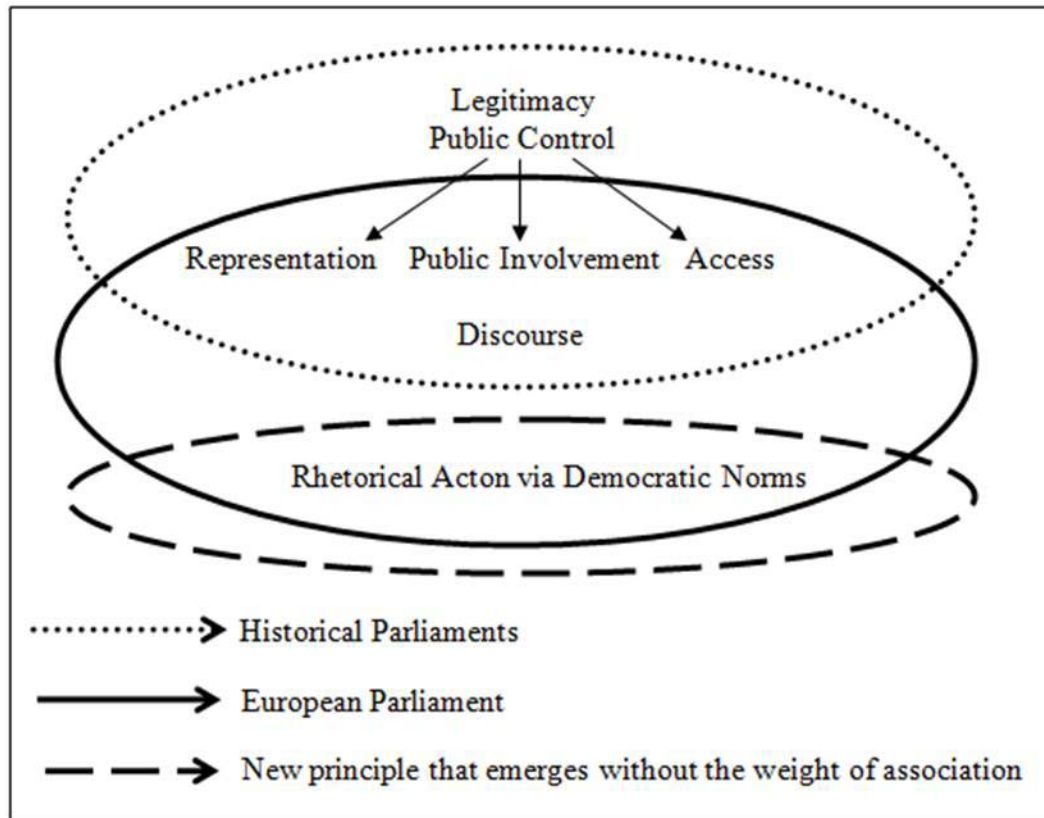 Legitimacy
Public Control
Representation Public Involvement Access
Discourse
Rhetorical Acton via Democratic Norms
Historical Parliaments
European Parliament
New principle that emerges without the weight of association